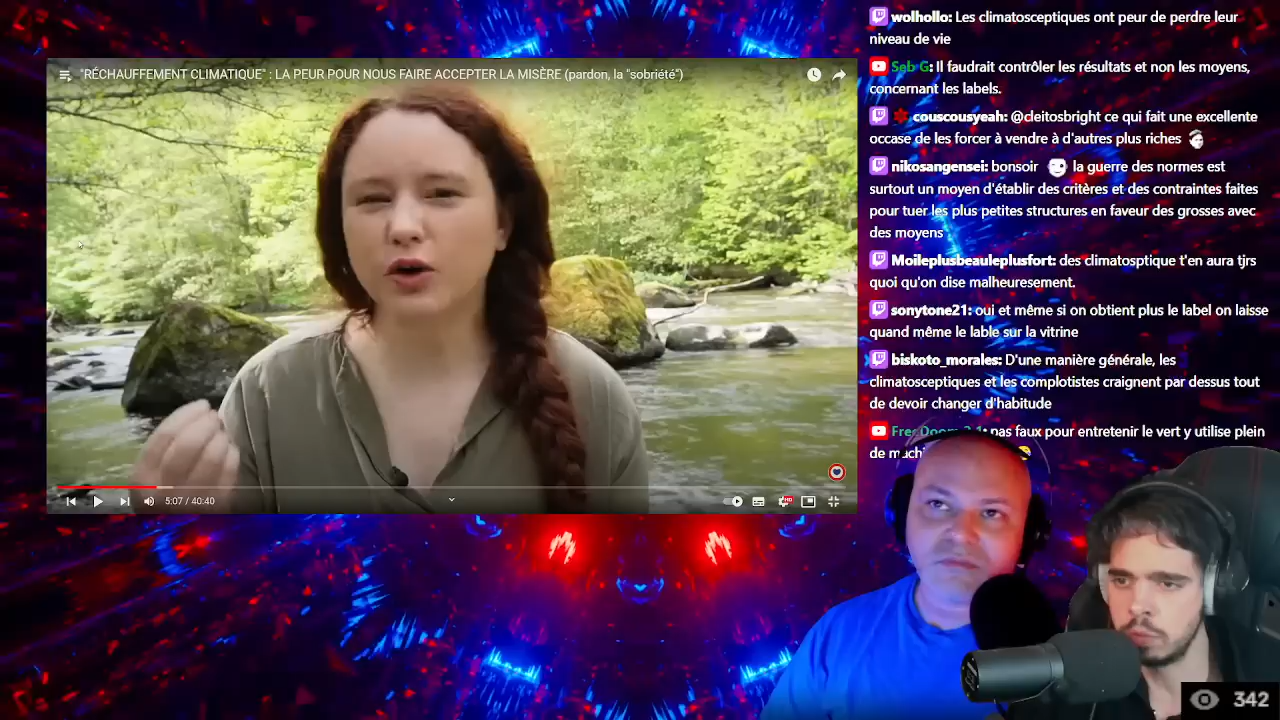 "RÉCHAUFFEMENT CLIMATIQUE" : LA PEUR POUR NOUS FAIRE ACCEPTER LA MISÈRE (pardon, la "sobriété")
5:07 / 40:40
HD
wolhollo: Les climatosceptiques ont peur de perdre leur
niveau de vie
Seb G: Il faudrait contrôler les résultats et non les moyens,
concernant les labels.
couscousyeah: @cleitosbright ce qui fait une excellente
occase de les forcer à vendre à d'autres plus riches
nikosangensei: bonsoir la guerre des normes est
surtout un moyen d'établir des critères et des contraintes faites
pour tuer les plus petites structures en faveur des grosses avec
des moyens
Moileplusbeauleplusfort: des climatosptique t'en aura tjrs
quoi qu'on dise malheuresement.
sonytone21: oui et même si on obtient plus le label on laisse
quand même le lable sur la vitrine
biskoto_morales: D'une manière générale, les
climatosceptiques et les complotistes craignent par dessus tout
de devoir changer d'habitude
pas faux pour entretenir le vert y utilise plein
de
342